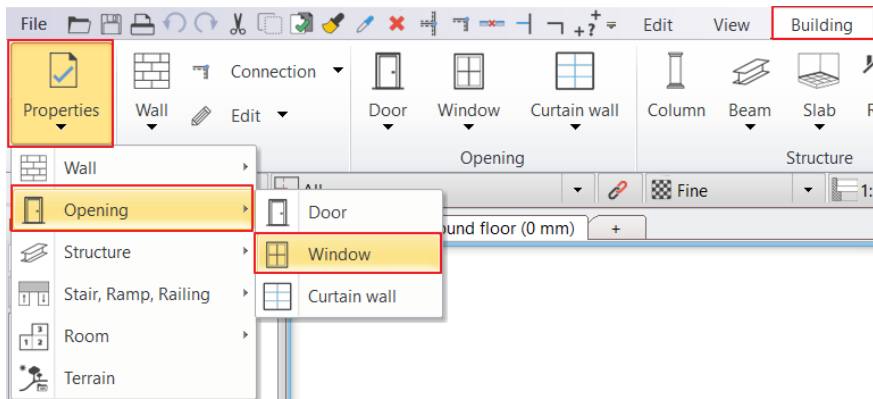 File Edit View Building
Properties Wall Connection Edit Door Window Curtain wall Column Beam Slab
Opening Structure
Wall
Fine 1:
Opening
Door
ound floor (0 mm) +
Structure
Window
Stair, Ramp, Railing
Curtain wall
Room
Terrain